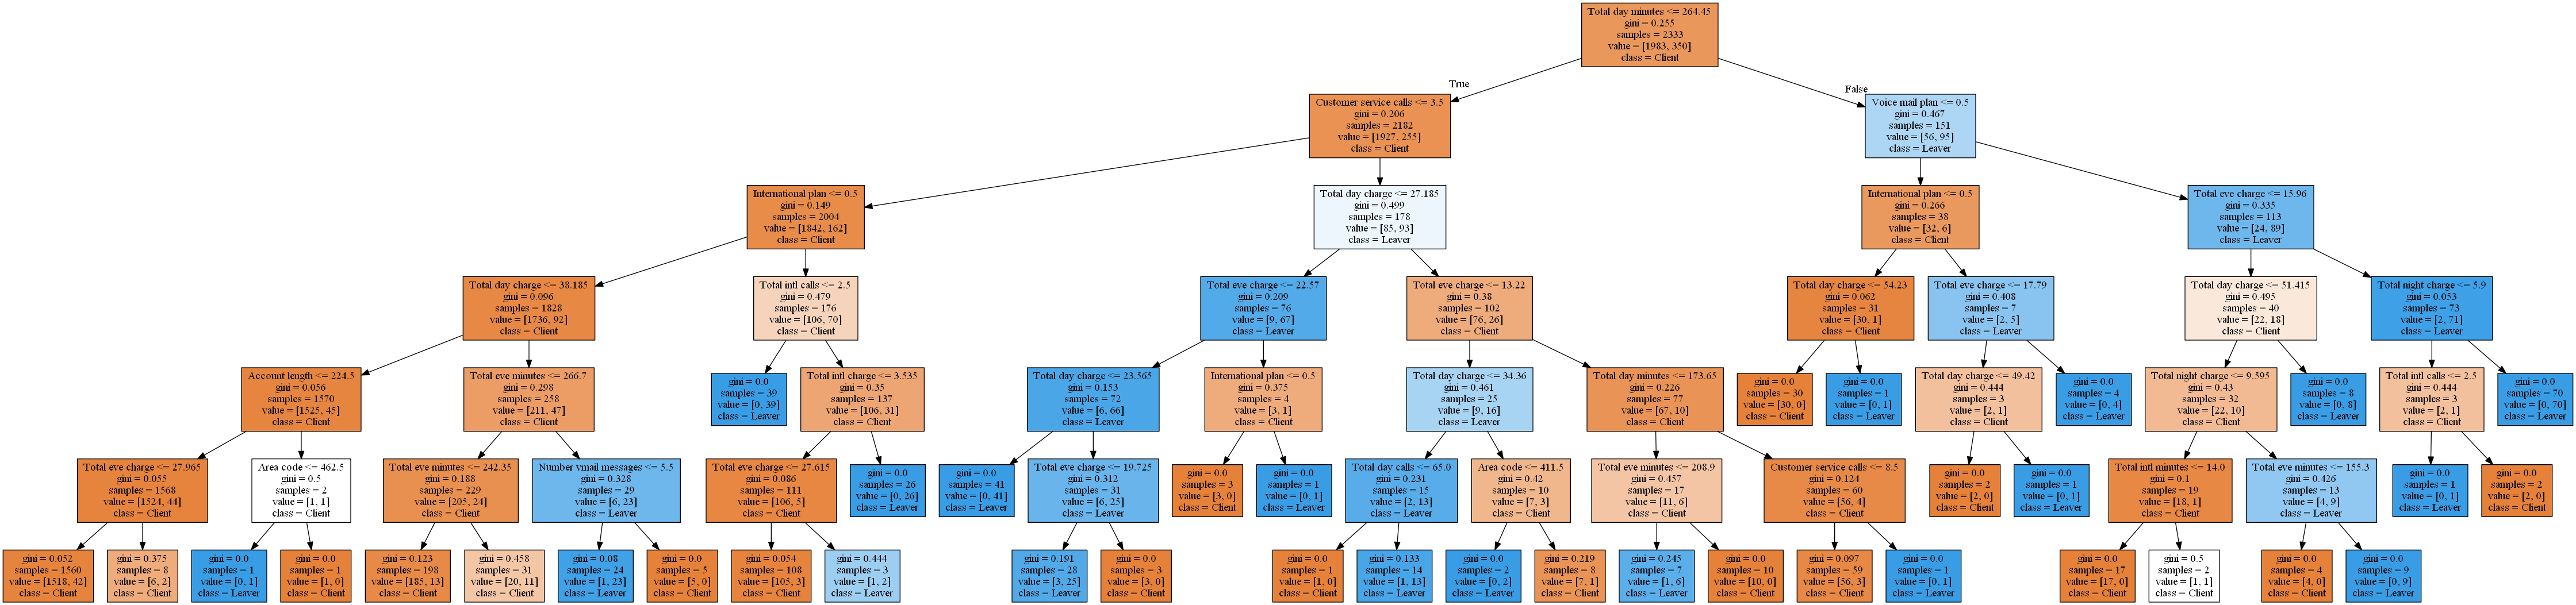 Total day minutes <= 264.45
gini = 0.255
samples = 2333
value = [1983, 350]
class = Client
True
False
Customer service calls <= 3.5
gini = 0.206
samples = 2182
value = [1927, 255]
class = Client
Voice mail plan <= 0.5
gini = 0.467
samples = 151
value = [56, 95]
class = Leaver
International plan <= 0.5
gini = 0.149
samples = 2004
value = [1842, 162]
class = Client
Total day charge <= 27.185
gini = 0.499
samples = 178
value = [85, 93]
class = Leaver
International plan <= 0.5
gini = 0.266
samples = 38
value = [32, 6]
class = Client
Total eve charge <= 15.96
gini = 0.335
samples = 113
value = [24, 89]
class = Leaver
Total day charge <= 38.185
gini = 0.096
samples = 1828
value = [1736, 92]
class = Client
Total intl calls <= 2.5
gini = 0.479
samples = 176
value = [106, 70]
class = Client
Total eve charge <= 22.57
gini = 0.209
samples = 76
value = [9, 67]
class = Leaver
Total eve charge <= 13.22
gini = 0.38
samples = 102
value = [76, 26]
class = Client
Total day charge <= 54.23
gini = 0.062
samples = 31
value = [30, 1]
class = Client
Total eve charge <= 17.79
gini = 0.408
samples = 7
value = [2, 5]
class = Leaver
Total day charge <= 51.415
gini = 0.495
samples = 40
value = [22, 18]
class = Client
Total night charge <= 5.9
gini = 0.053
samples = 73
value = [2, 71]
class = Leaver
Account length <= 224.5
gini = 0.056
samples = 1570
value = [1525, 45]
class = Client
Total eve minutes <= 266.7
gini = 0.298
samples = 258
value = [211, 47]
class = Client
gini = 0.0
samples = 39
value = [0, 39]
class = Leaver
Total intl charge <= 3.535
gini = 0.35
samples = 137
value = [106, 31]
class = Client
Total day charge <= 23.565
gini = 0.153
samples = 72
value = [6, 66]
class = Leaver
International plan <= 0.5
gini = 0.375
samples = 4
value = [3, 1]
class = Client
Total day charge <= 34.36
gini = 0.461
samples = 25
value = [9, 16]
class = Leaver
Total day minutes <= 173.65
gini = 0.226
samples = 77
value = [67, 10]
class = Client
gini = 0.0
samples = 30
value = [30, 0]
class = Client
gini = 0.0
samples = 1
value = [0, 1]
class = Leaver
Total day charge <= 49.42
gini = 0.444
samples = 3
value = [2, 1]
class = Client
gini = 0.0
samples = 4
value = [0, 4]
class = Leaver
Total night charge <= 9.595
gini = 0.43
samples = 32
value = [22, 10]
class = Client
gini = 0.0
samples = 8
value = [0, 8]
class = Leaver
Total intl calls <= 2.5
gini = 0.444
samples = 3
value = [2, 1]
class = Client
gini = 0.0
samples = 70
value = [0, 70]
class = Leaver
Total eve charge <= 27.965
gini = 0.055
samples = 1568
value = [1524, 44]
class = Client
Area code <= 462.5
gini = 0.5
samples = 2
value = [1, 1]
class = Client
Total eve minutes <= 242.35
gini = 0.188
samples = 229
value = [205, 24]
class = Client
Number vmail messages <= 5.5
gini = 0.328
samples = 29
value = [6, 23]
class = Leaver
Total eve charge <= 27.615
gini = 0.086
samples = 111
value = [106, 5]
class = Client
gini = 0.0
samples = 26
value = [0, 26]
class = Leaver
gini = 0.0
samples = 41
value = [0, 41]
class = Leaver
Total eve charge <= 19.725
gini = 0.312
samples = 31
value = [6, 25]
class = Leaver
gini = 0.0
samples = 3
value = [3, 0]
class = Client
gini = 0.0
samples = 1
value = [0, 1]
class = Leaver
Total day calls <= 65.0
gini = 0.231
samples = 15
value = [2, 13]
class = Leaver
Area code <= 411.5
gini = 0.42
samples = 10
value = [7, 3]
class = Client
Total eve minutes <= 208.9
gini = 0.457
samples = 17
value = [11, 6]
class = Client
Customer service calls <= 8.5
gini = 0.124
samples = 60
value = [56, 4]
class = Client
gini = 0.0
samples = 2
value = [2, 0]
class = Client
gini = 0.0
samples = 1
value = [0, 1]
class = Leaver
Total intl minutes <= 14.0
gini = 0.1
samples = 19
value = [18, 1]
class = Client
Total eve minutes <= 155.3
gini = 0.426
samples = 13
value = [4, 9]
class = Leaver
gini = 0.0
samples = 1
value = [0, 1]
class = Leaver
gini = 0.0
samples = 2
value = [2, 0]
class = Client
gini = 0.052
samples = 1560
value = [1518, 42]
class = Client
gini = 0.375
samples = 8
value = [6, 2]
class = Client
gini = 0.0
samples = 1
value = [0, 1]
class = Leaver
gini = 0.0
samples = 1
value = [1, 0]
class = Client
gini = 0.123
samples = 198
value = [185, 13]
class = Client
gini = 0.458
samples = 31
value = [20, 11]
class = Client
gini = 0.08
samples = 24
value = [1, 23]
class = Leaver
gini = 0.0
samples = 5
value = [5, 0]
class = Client
gini = 0.054
samples = 108
value = [105, 3]
class = Client
gini = 0.444
samples = 3
value = [1, 2]
class = Leaver
gini = 0.191
samples = 28
value = [3, 25]
class = Leaver
gini = 0.0
samples = 3
value = [3, 0]
class = Client
gini = 0.0
samples = 1
value = [1, 0]
class = Client
gini = 0.133
samples = 14
value = [1, 13]
class = Leaver
gini = 0.0
samples = 2
value = [0, 2]
class = Leaver
gini = 0.219
samples = 8
value = [7, 1]
class = Client
gini = 0.245
samples = 7
value = [1, 6]
class = Leaver
gini = 0.0
samples = 10
value = [10, 0]
class = Client
gini = 0.097
samples = 59
value = [56, 3]
class = Client
gini = 0.0
samples = 1
value = [0, 1]
class = Leaver
gini = 0.0
samples = 17
value = [17, 0]
class = Client
gini = 0.5
samples = 2
value = [1, 1]
class = Client
gini = 0.0
samples = 4
value = [4, 0]
class = Client
gini = 0.0
samples = 9
value = [0, 9]
class = Leaver